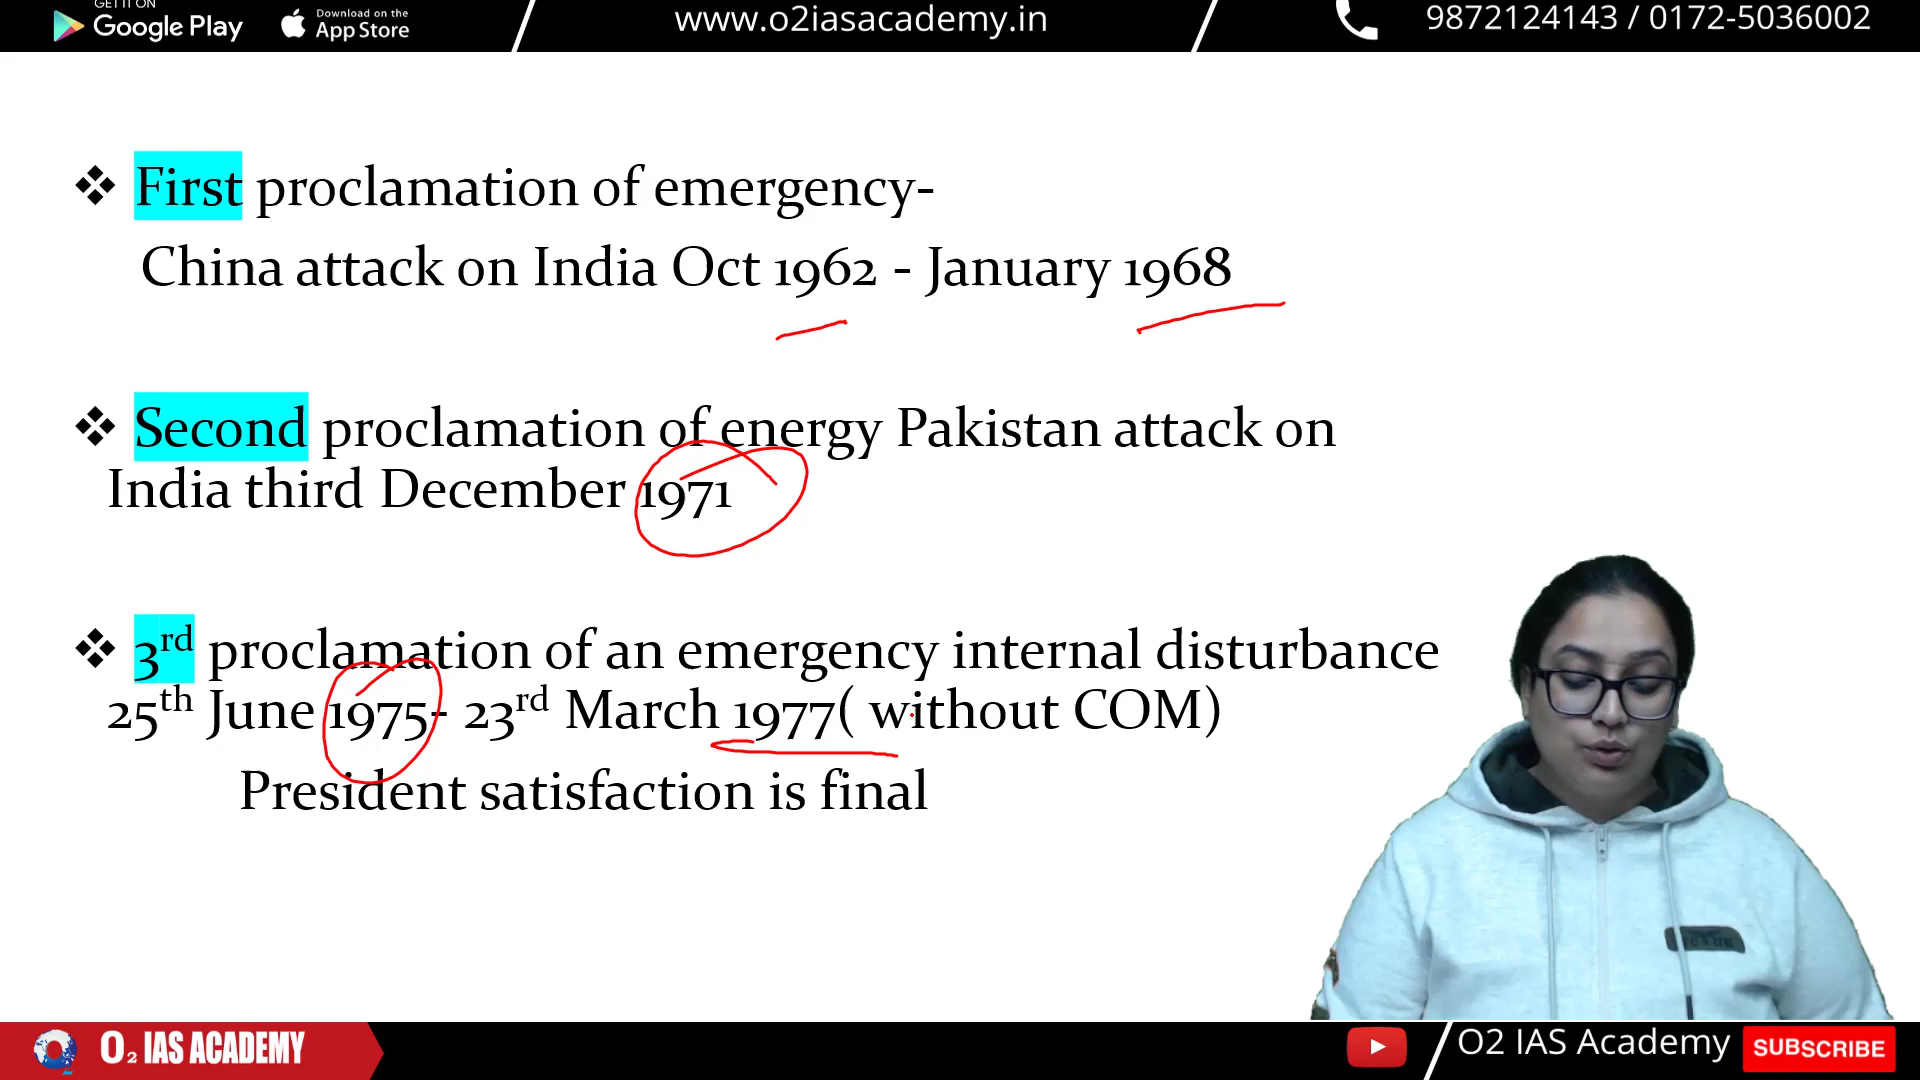 GET IT ON
Google Play
Download on the
App Store
www.o2iasacademy.in
9872124143 / 0172-5036002
❖ First proclamation of emergency-
China attack on India Oct 1962 - January 1968
❖ Second proclamation of energy Pakistan attack on
India third December 1971
❖ 3rd proclamation of an emergency internal disturbance
25th June 1975- 23rd March 1977( without COM)
President satisfaction is final
O2 IAS ACADEMY
O2 IAS Academy
SUBSCRIBE